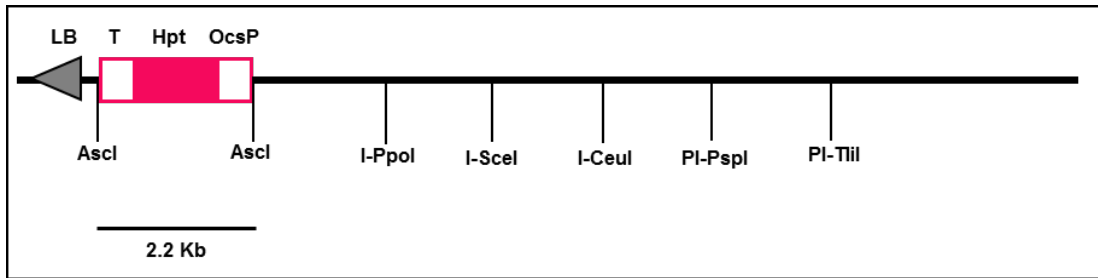 LB T Hpt OcsP
AscI AscI I-PpoI I-SceI I-CeuI PI-PspI PI-TliI
2.2 Kb